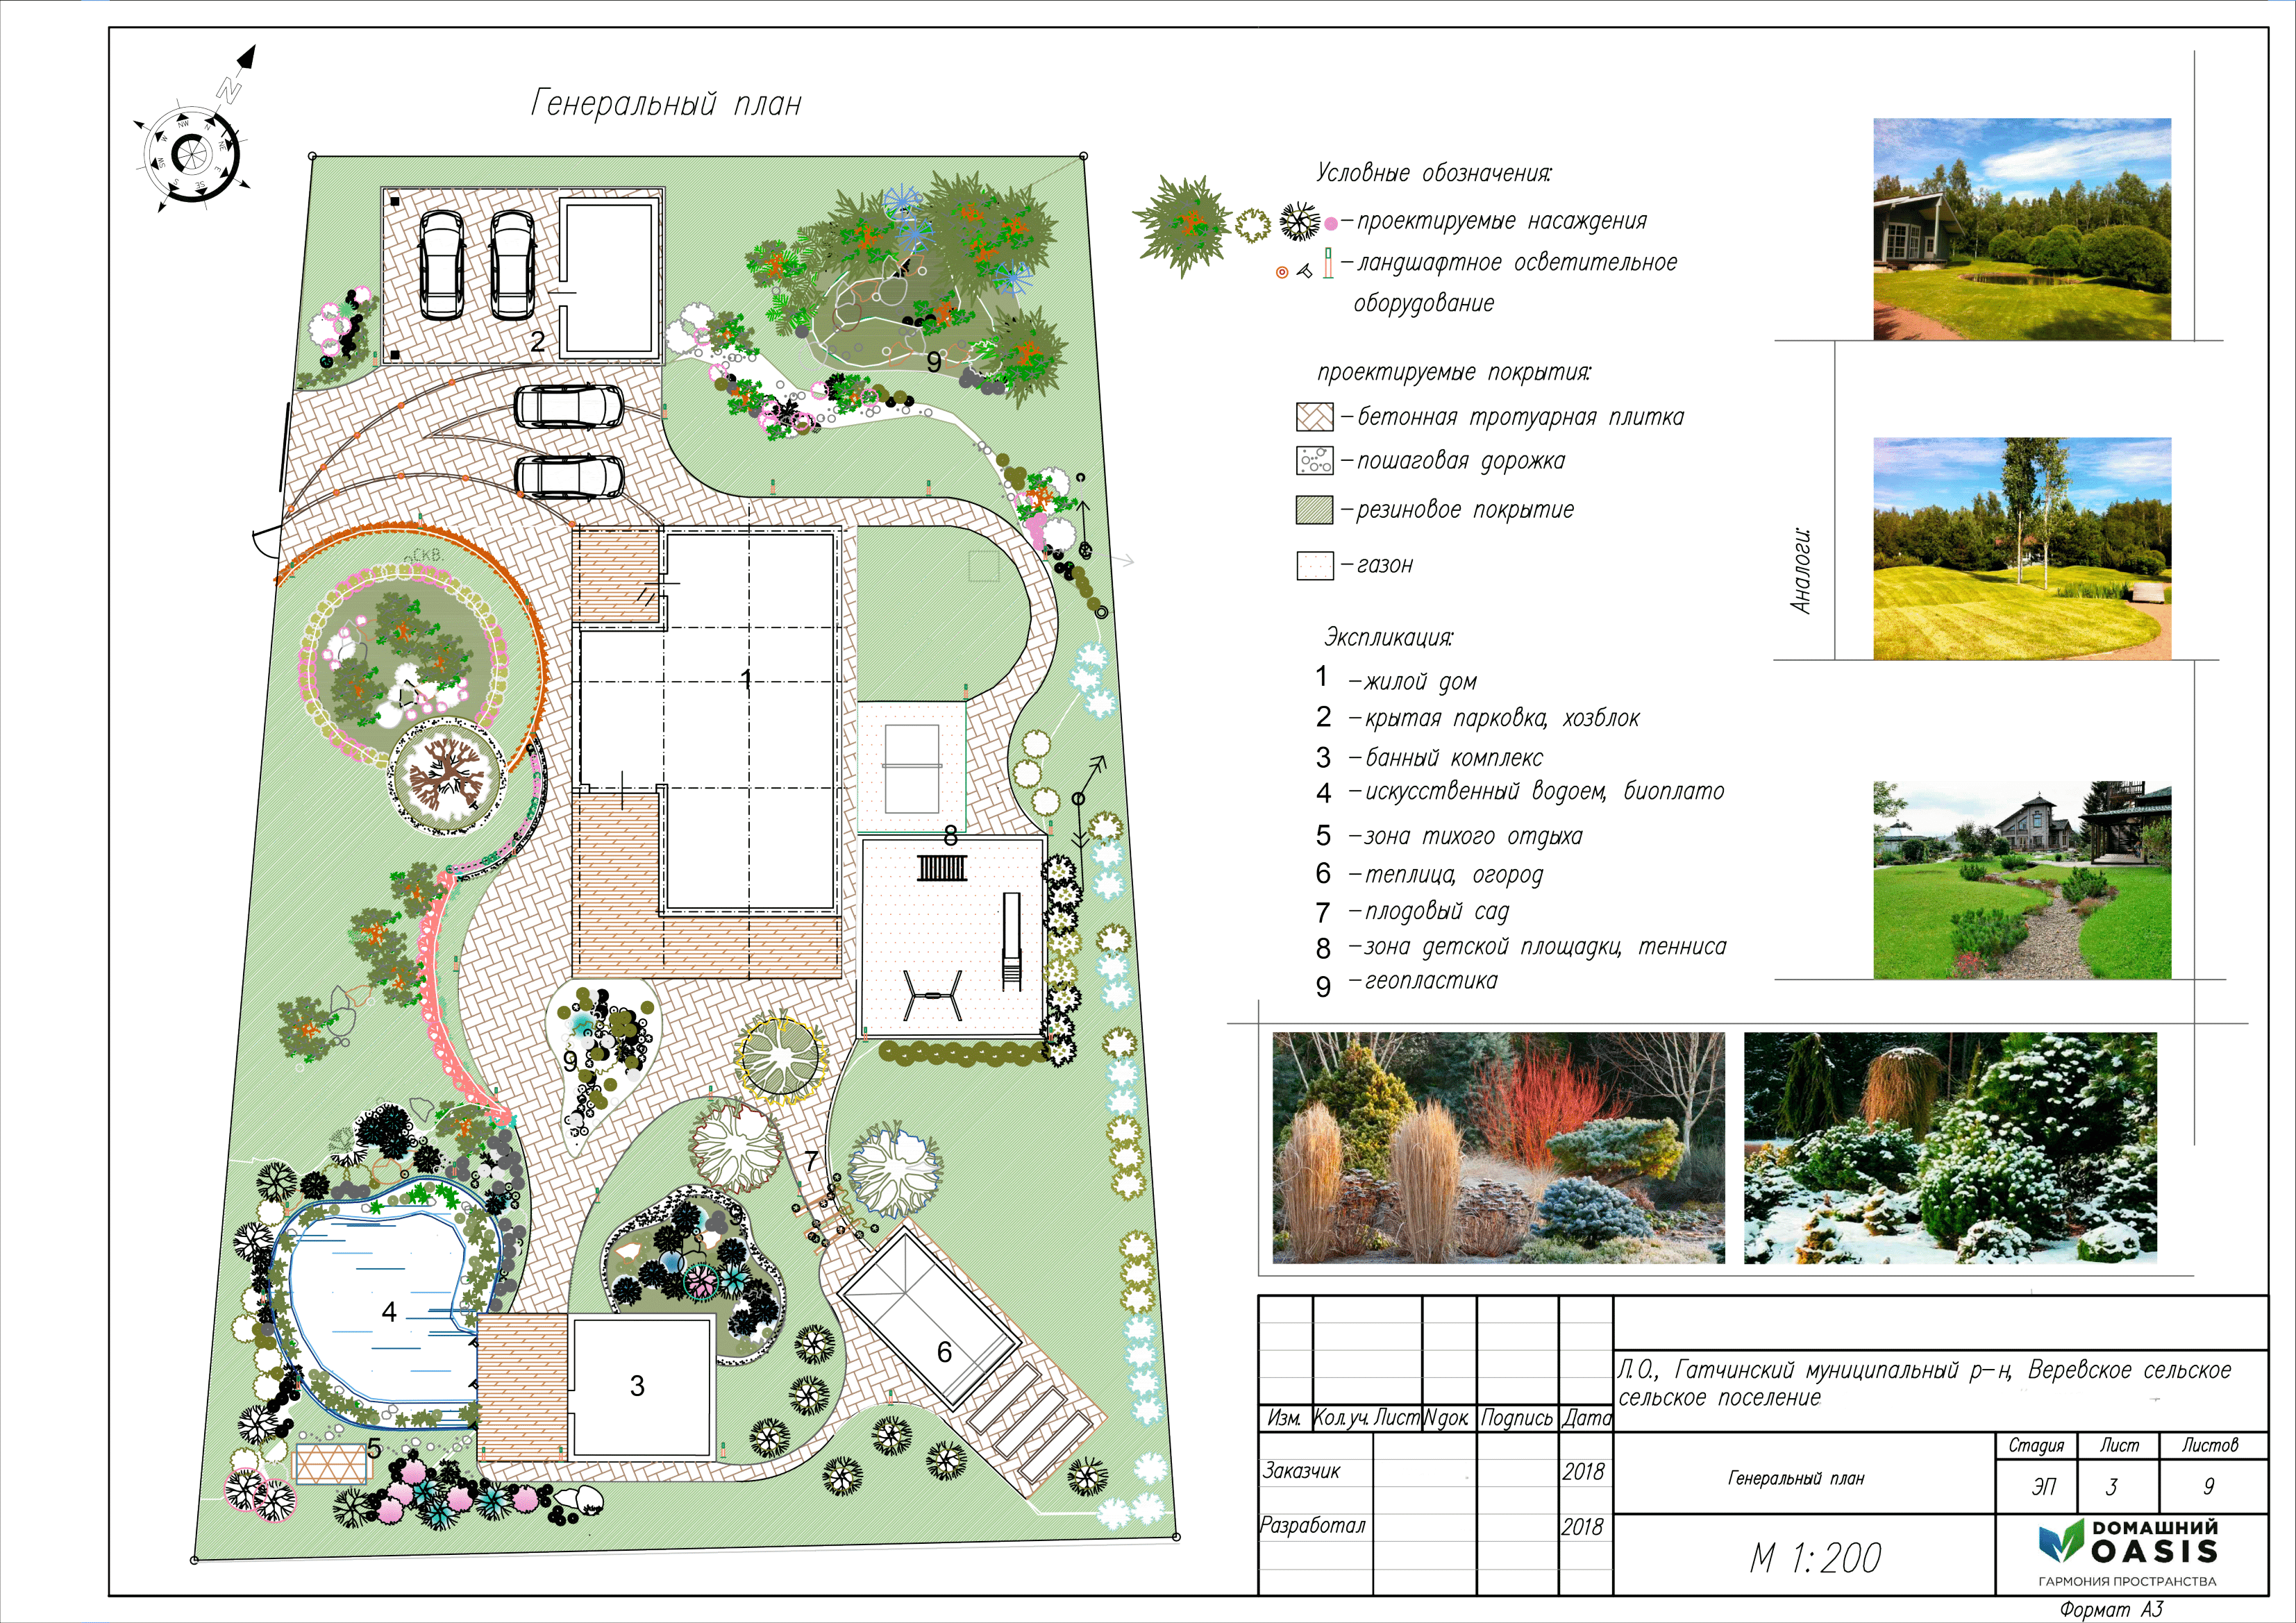 Генеральный план
N
N
NE
E
SE
S
SW
W
NW
Условные обозначения:
– проектируемые насаждения
– ландшафтное осветительное
оборудование
проектируемые покрытия:
– бетонная тротуарная плитка
– пошаговая дорожка
– резиновое покрытие
– газон
Экспликация:
1 – жилой дом
2 – крытая парковка, хозблок
3 – банный комплекс
4 – искусственный водоем, биоплато
5 – зона тихого отдыха
6 – теплица, огород
7 – плодовый сад
8 – зона детской площадки, тенниса
9 – геопластика
Аналоги:
2
9
СКВ.
1
8
9
7
4
6
3
5
Л.О., Гатчинский муниципальный р-н, Веревское сельское
сельское поселение
Изм. Кол.уч. Лист Nдок. Подпись Дата
Заказчик 2018
Разработал 2018
Генеральный план
Стадия Лист Листов
ЭП 3 9
М 1:200
DОМАШНИЙ
OASIS
ГАРМОНИЯ ПРОСТРАНСТВА
Формат А3